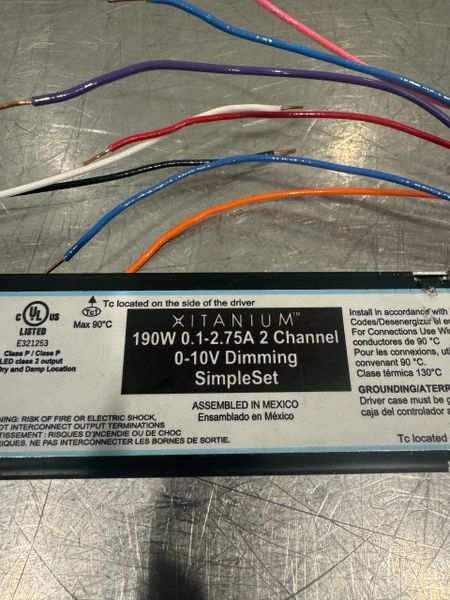 Tc located on the side of the driver
Tc1
Max 90°C
C UL US
LISTED
E321253
Class P / Clase P
LED class 2 output
Dry and Damp Location
XITANIUM™
190W 0.1-2.75A 2 Channel
0-10V Dimming
SimpleSet
ASSEMBLED IN MEXICO
Ensamblado en México
NING: RISK OF FIRE OR ELECTRIC SHOCK.
OT INTERCONNECT OUTPUT TERMINATIONS
TISSEMENT : RISQUES D'INCENDIE OU DE CHOC
RIQUES. NE PAS INTERCONNECTER LES BORNES DE SORTIE.
Install in accordance with
Codes/Desenergizar el
For Connections Use Wi
conductores de 90 °C
Para les connexions, util
convenant 90 °C.
Clase térmica 130°C
GROUNDING/ATERR
Driver case must be g
caja del controlador
Tc located